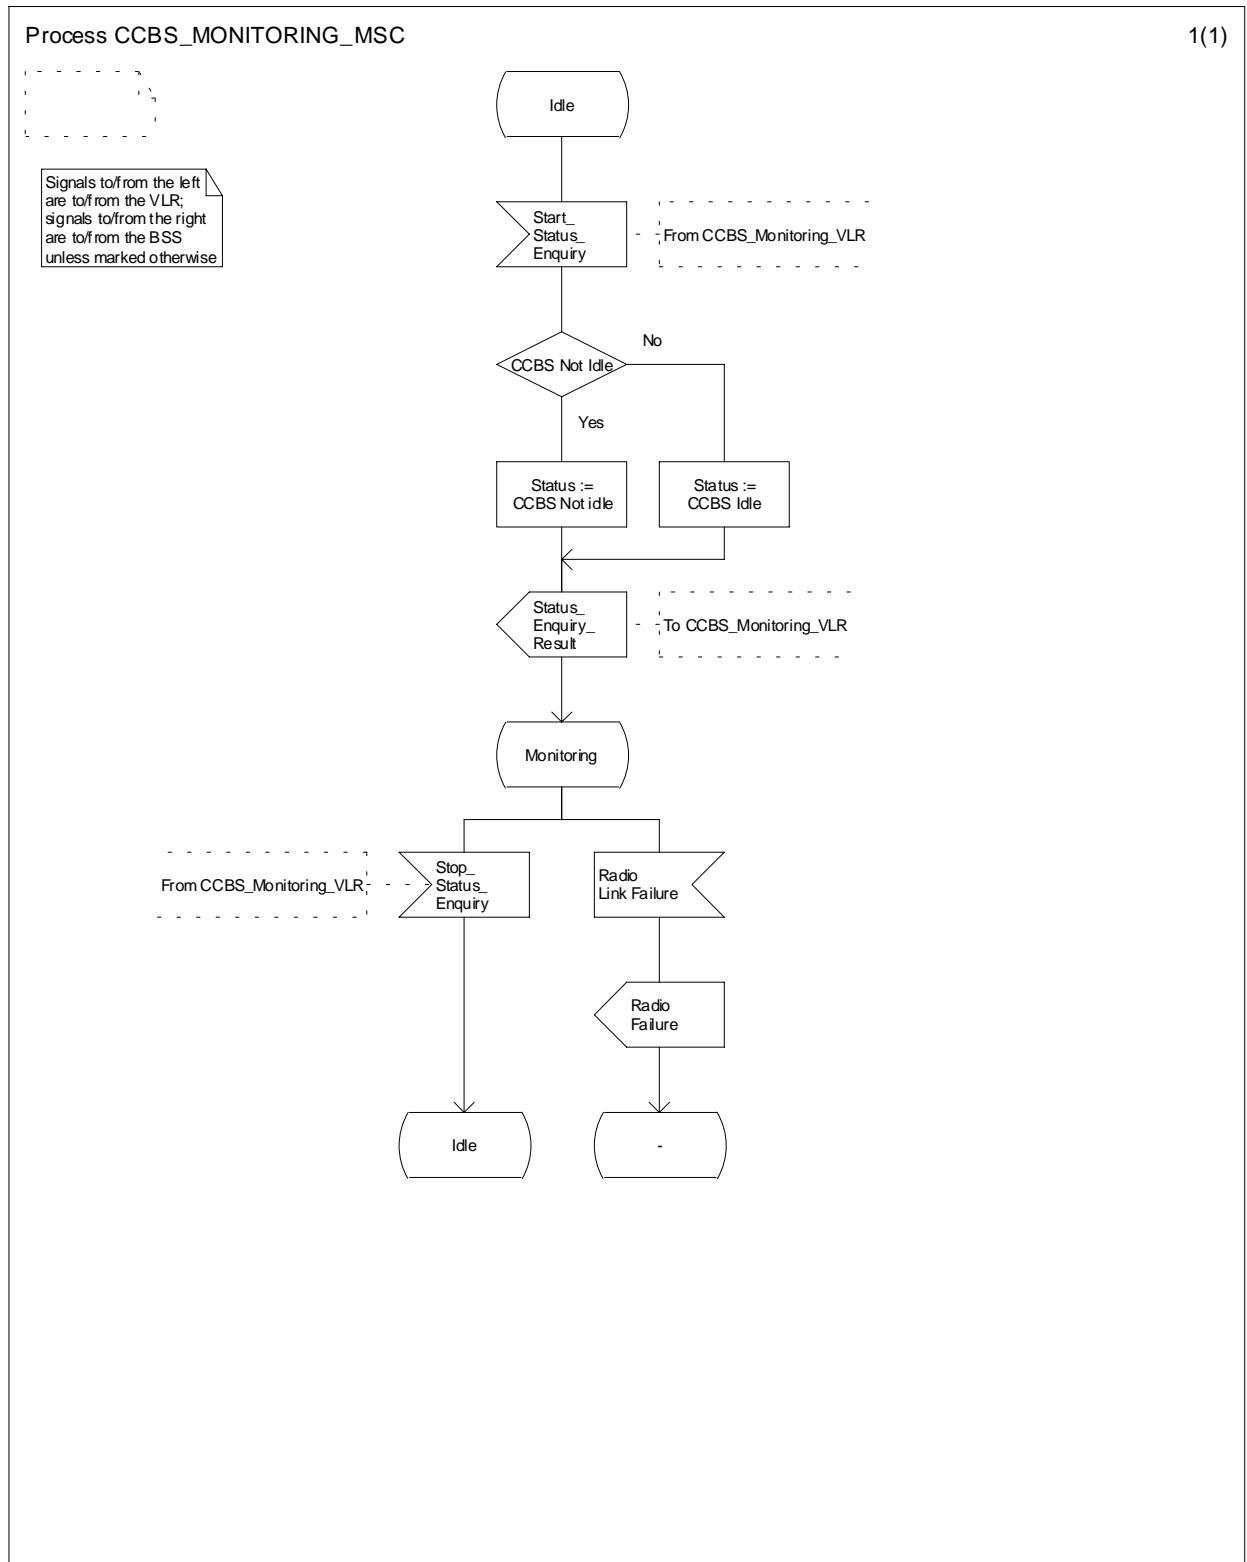 Process CCBS_MONITORING_MSC
1(1)
Idle
Signals to/from the left
are to/from the VLR;
signals to/from the right
are to/from the BSS
unless marked otherwise
Start_
Status_
Enquiry
From CCBS_Monitoring_VLR
CCBS Not Idle
No
Yes
Status :=
CCBS Not idle
Status :=
CCBS Idle
Status_
Enquiry_
Result
To CCBS_Monitoring_VLR
Monitoring
From CCBS_Monitoring_VLR
Stop_
Status_
Enquiry
Radio
Link Failure
Radio
Failure
Idle
-